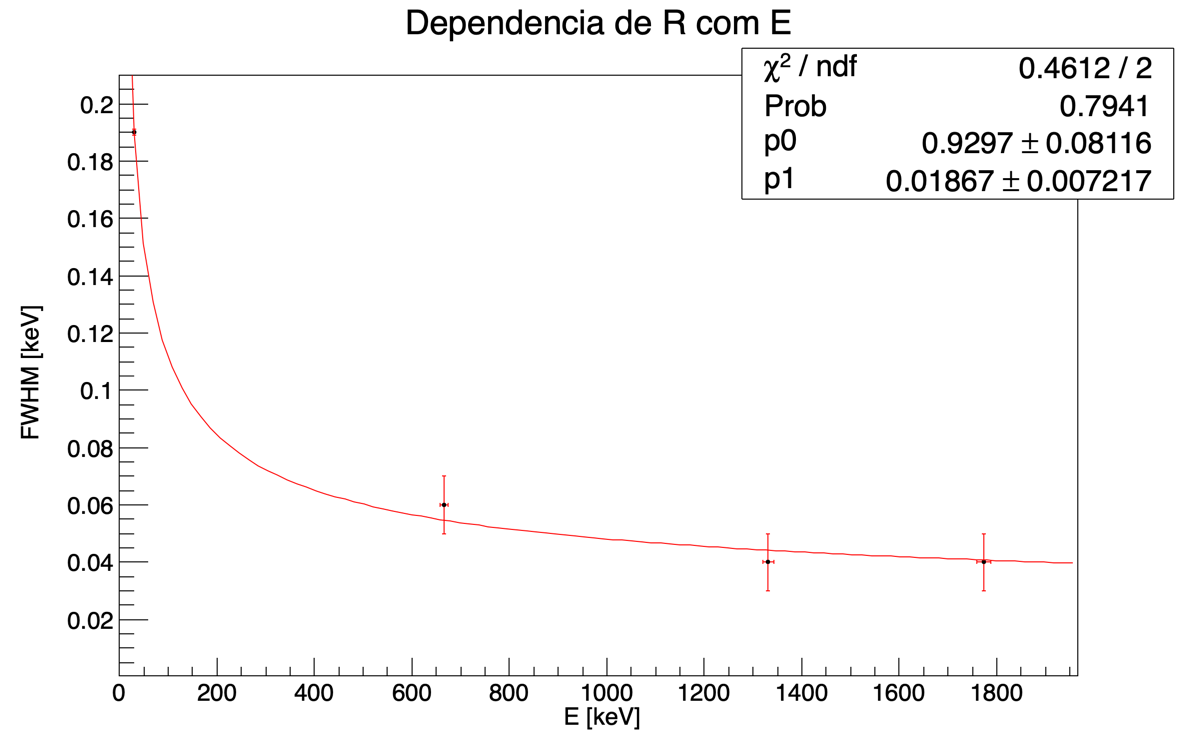 Dependencia de R com E
χ² / ndf 0.4612 / 2
Prob 0.7941
p0 0.9297 ± 0.08116
p1 0.01867 ± 0.007217
FWHM [keV]
0.2
0.18
0.16
0.14
0.12
0.1
0.08
0.06
0.04
0.02
0 200 400 600 800 1000 1200 1400 1600 1800
E [keV]